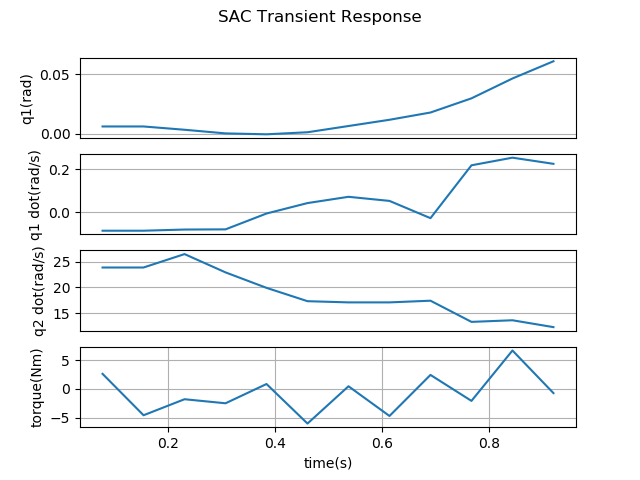 SAC Transient Response
q1(rad)
0.05
0.00
q1 dot(rad/s)
0.2
0.0
q2 dot(rad/s)
25
20
15
torque(Nm)
5
0
−5
0.2 0.4 0.6 0.8
time(s)